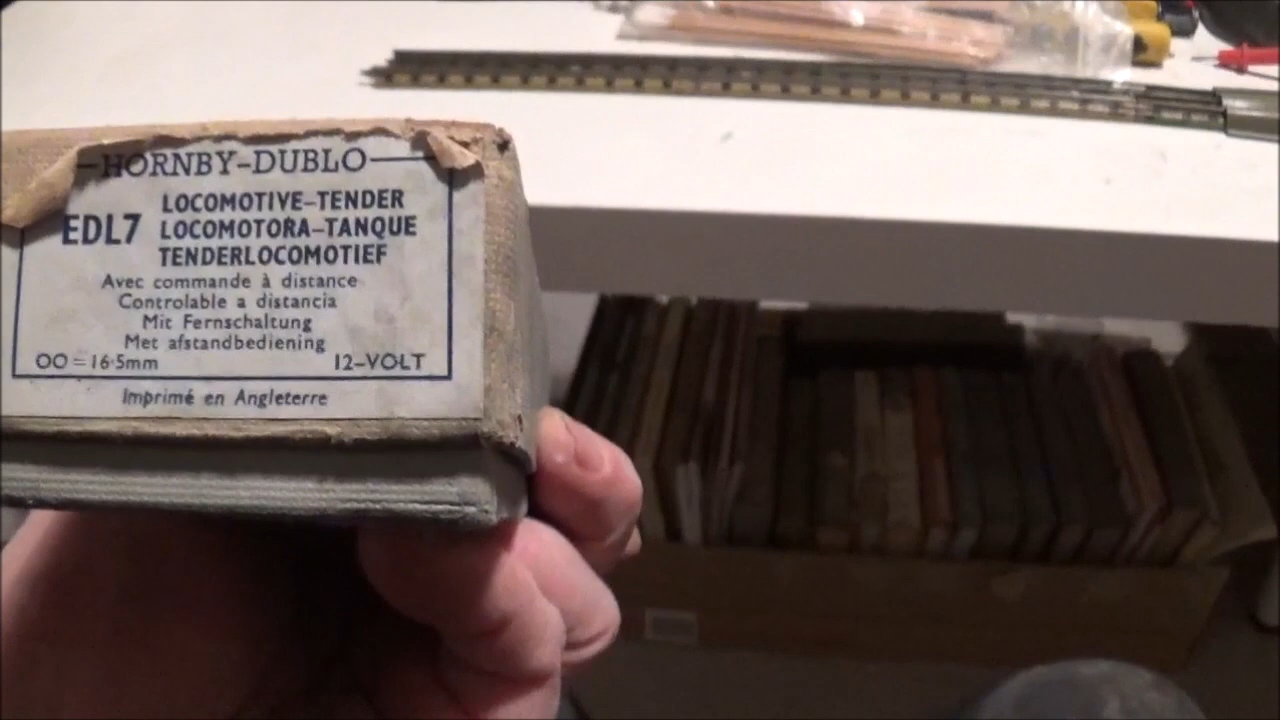 HORNBY-DUBLO
EDL7
LOCOMOTIVE-TENDER
LOCOMOTORA-TANQUE
TENDERLOCOMOTIEF
Avec commande à distance
Controlable a distancia
Mit Fernschaltung
Met afstandbediening
OO=16·5mm 12-VOLT
Imprimé en Angleterre